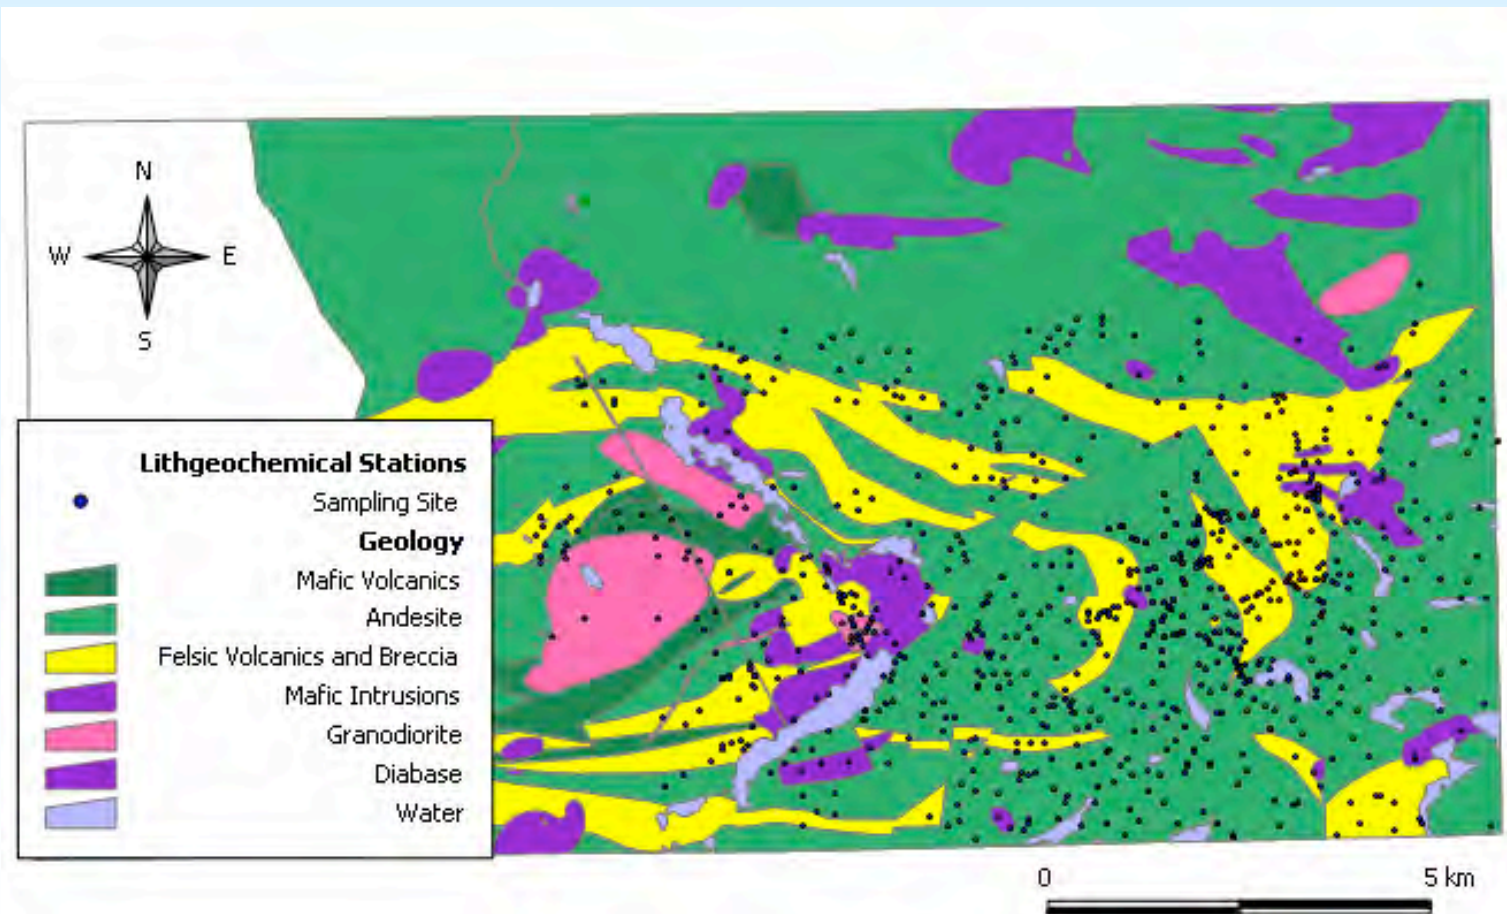 N
W E
S
Lithgeochemical Stations
Sampling Site
Geology
Mafic Volcanics
Andesite
Felsic Volcanics and Breccia
Mafic Intrusions
Granodiorite
Diabase
Water
0 5 km